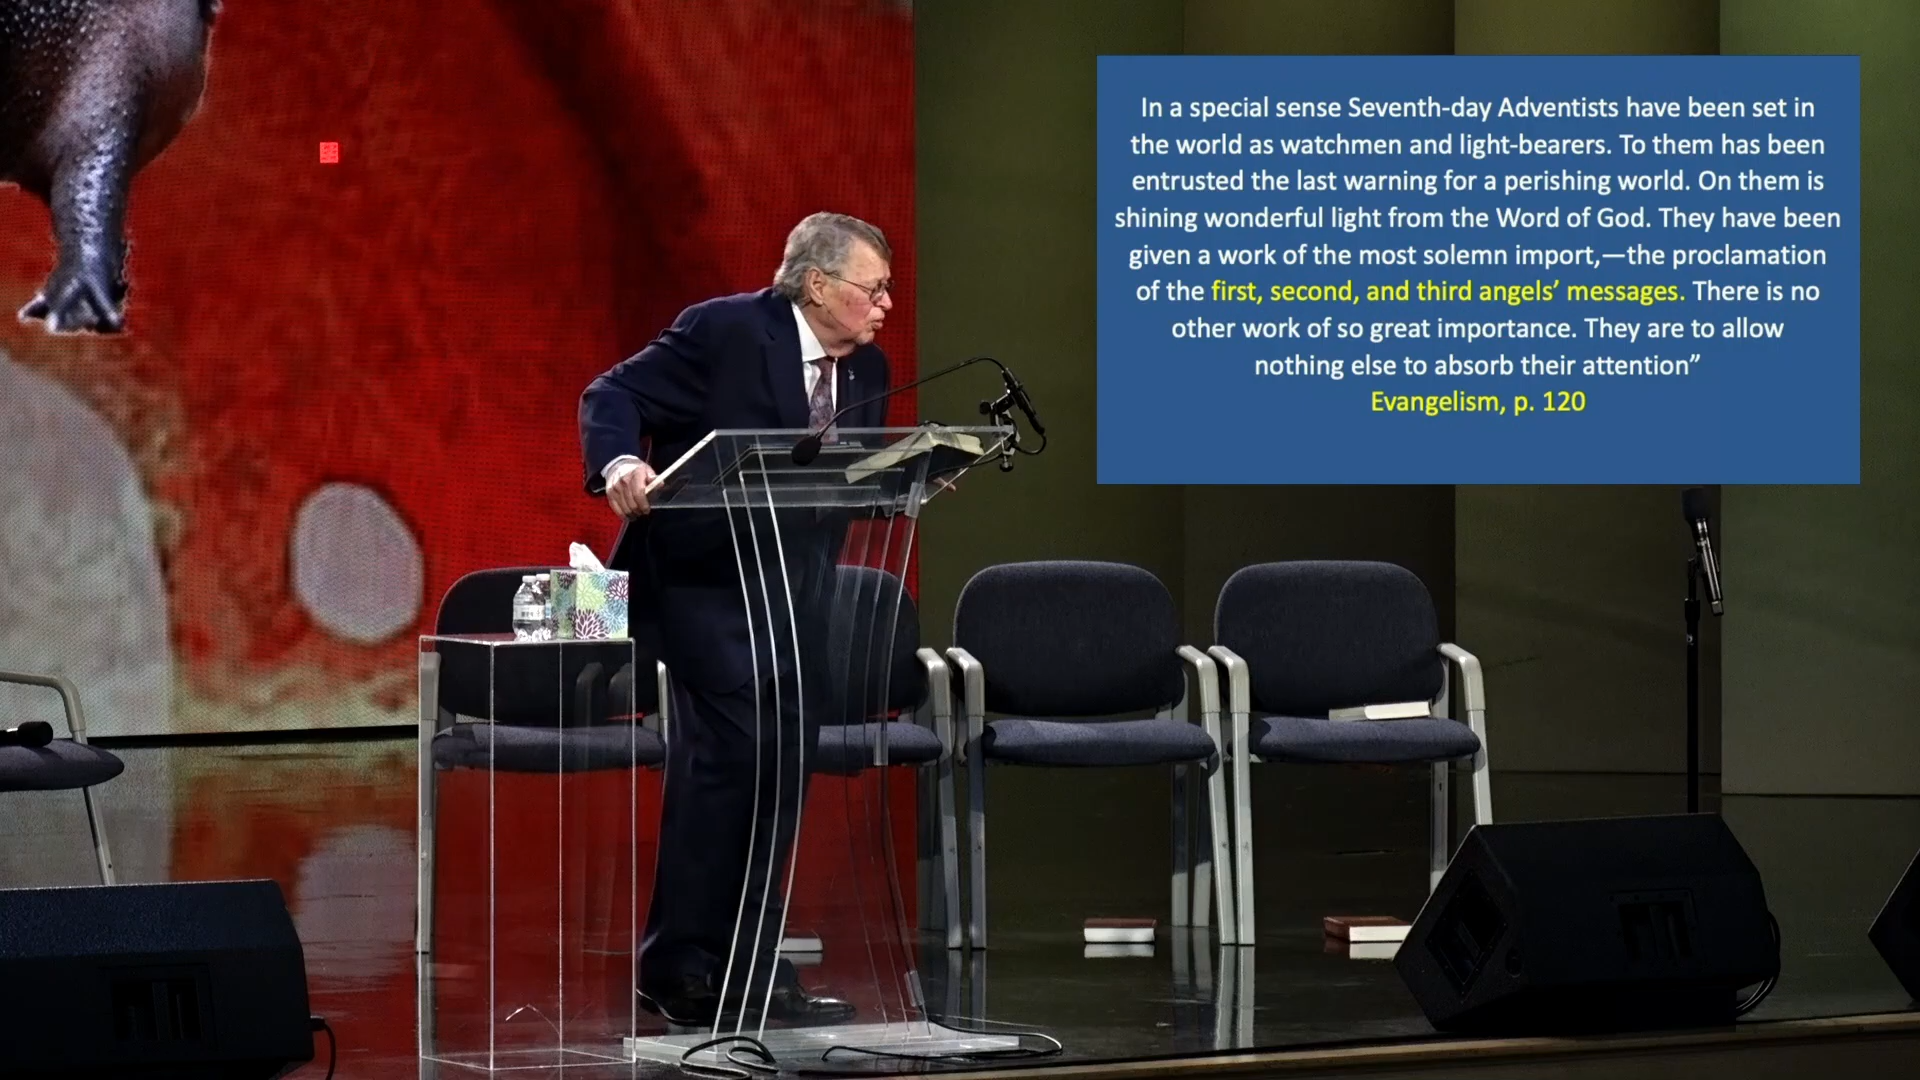 In a special sense Seventh-day Adventists have been set in
the world as watchmen and light-bearers. To them has been
entrusted the last warning for a perishing world. On them is
shining wonderful light from the Word of God. They have been
given a work of the most solemn import,—the proclamation
of the first, second, and third angels’ messages. There is no
other work of so great importance. They are to allow
nothing else to absorb their attention”
Evangelism, p. 120